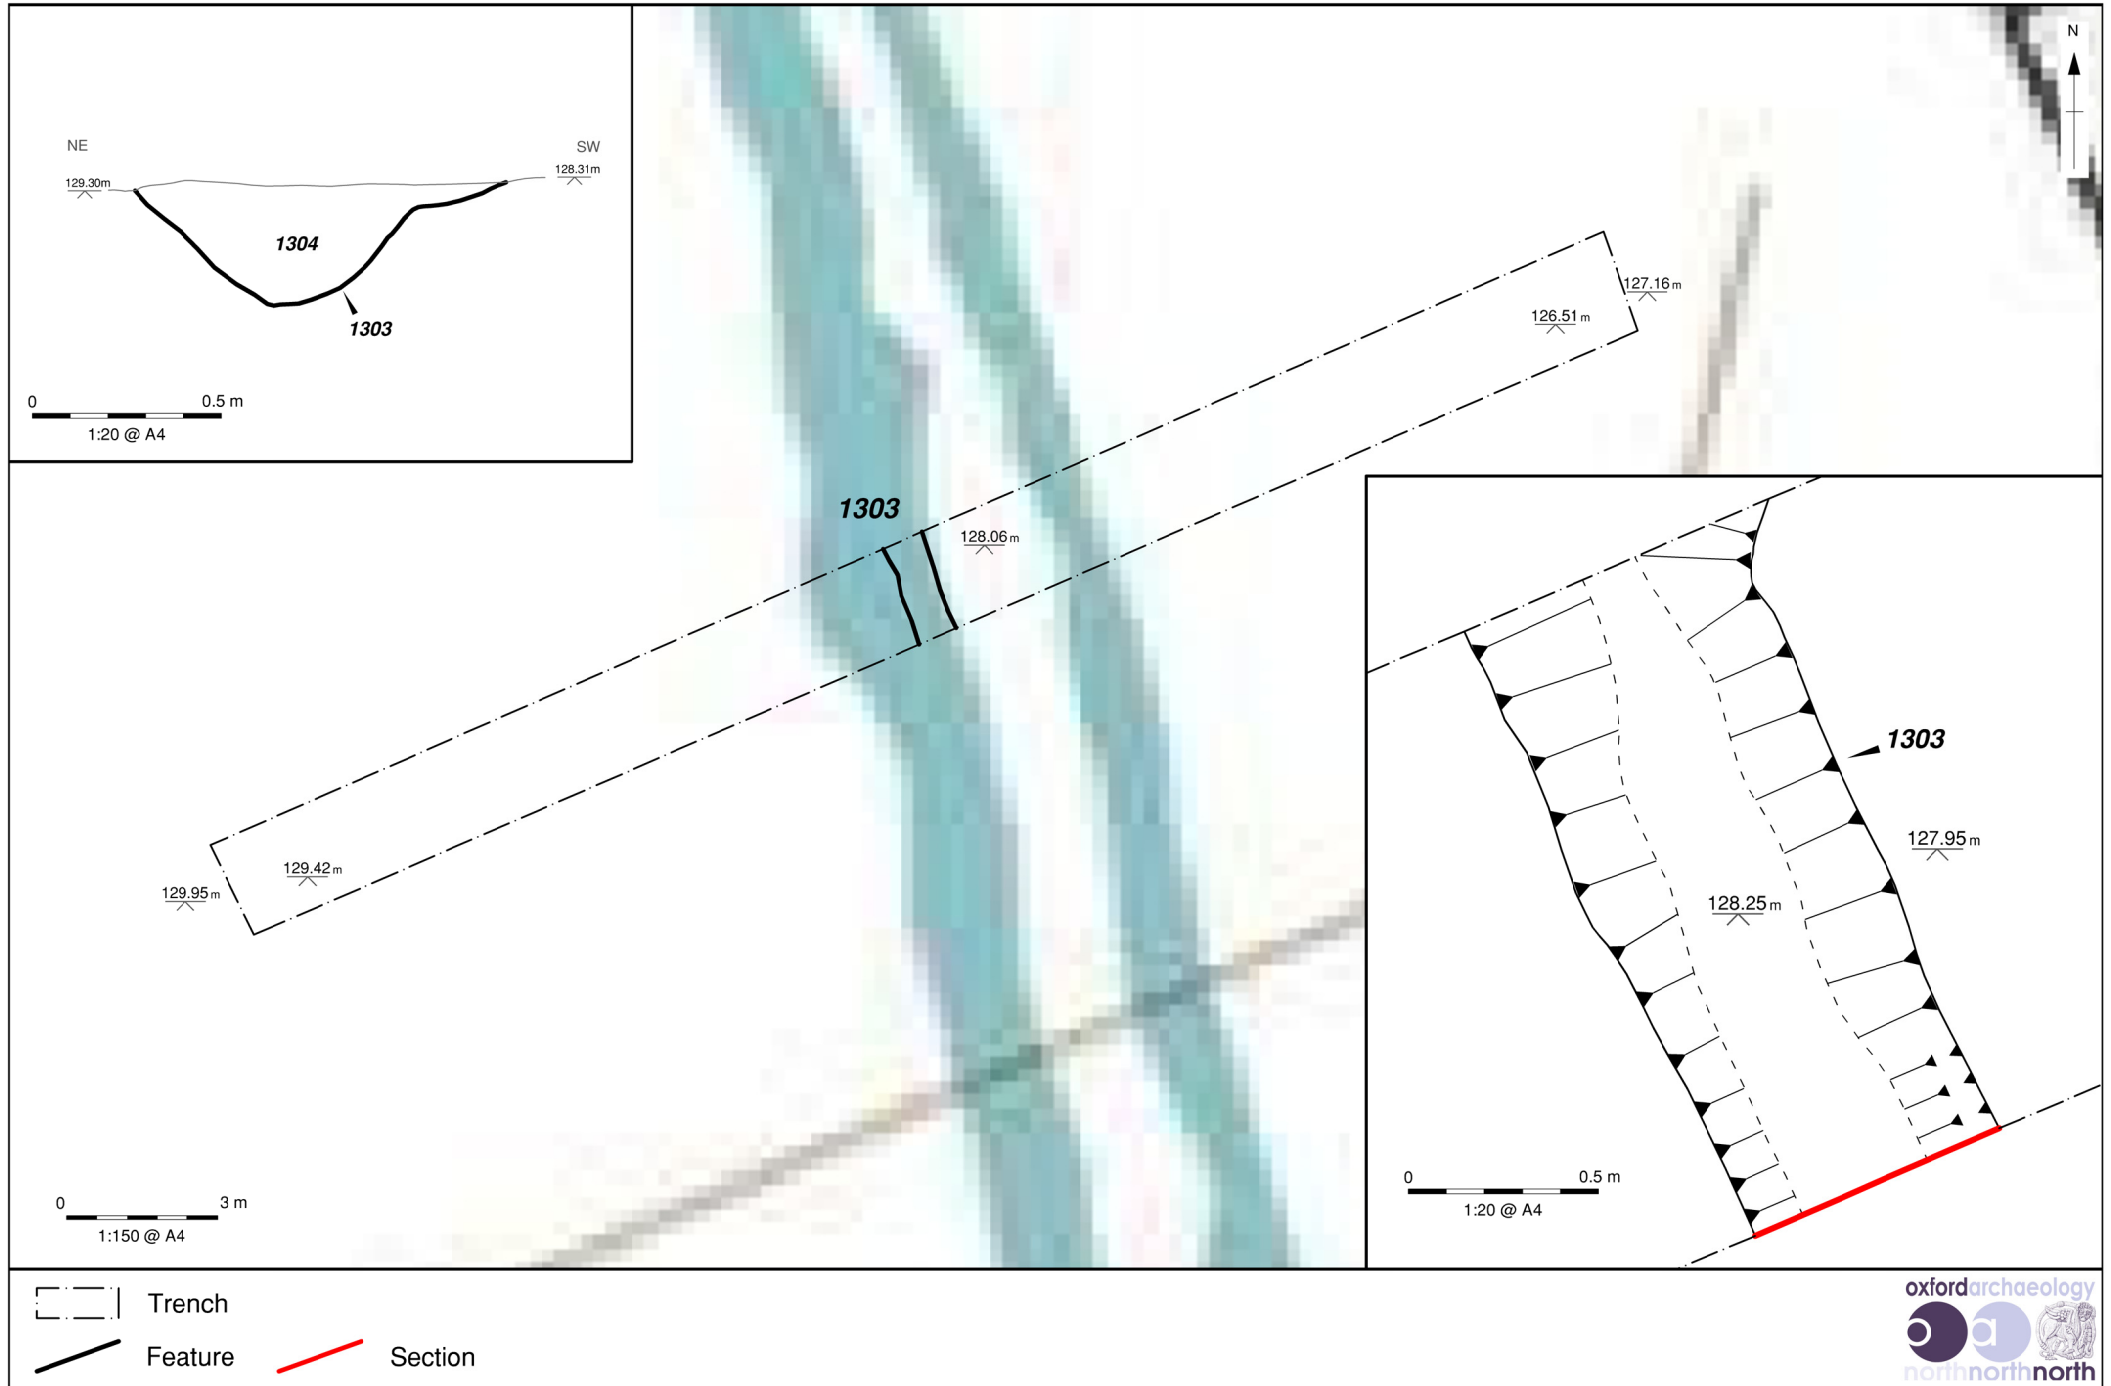 NE
SW
129.30m
128.31m
1304
1303
0
0.5 m
1:20 @ A4
N
127.16 m
126.51 m
1303
128.06 m
129.42 m
129.95 m
1303
127.95 m
128.25 m
0
0.5 m
1:20 @ A4
0
3 m
1:150 @ A4
Trench
Feature
Section
oxfordarchaeology
oa
northnorthnorth